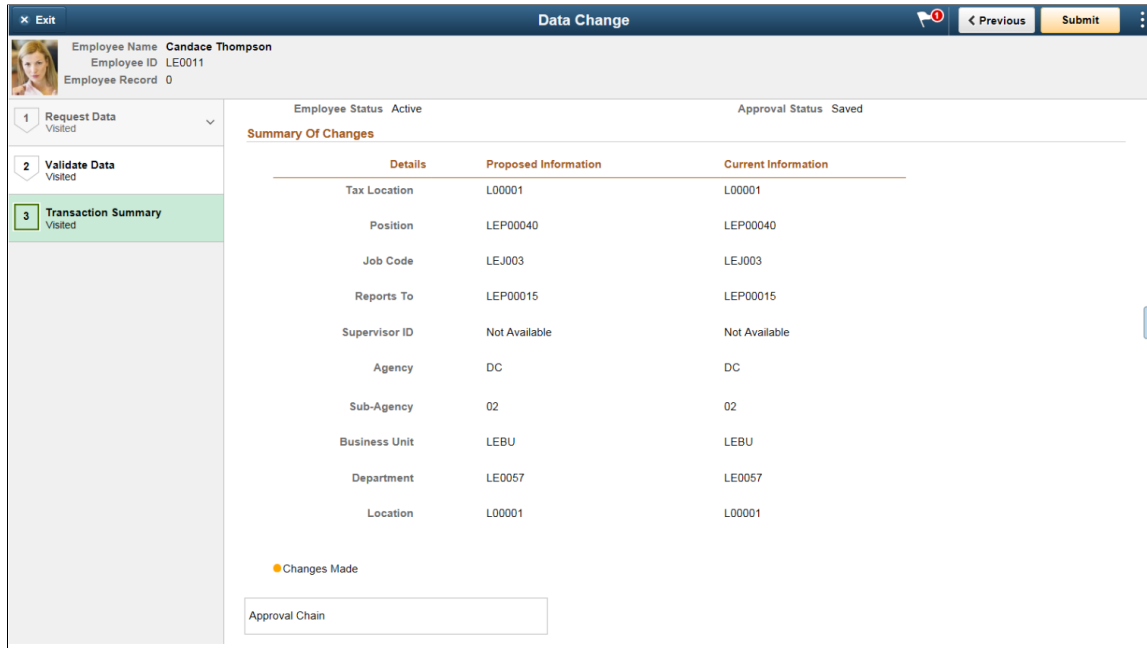 × Exit Data Change 1 < Previous Submit
Employee Name Candace Thompson
Employee ID LE0011
Employee Record 0
1 Request Data
Visited
2 Validate Data
Visited
3 Transaction Summary
Visited
Employee Status Active Approval Status Saved
Summary Of Changes
Details Proposed Information Current Information
Tax Location L00001 L00001
Position LEP00040 LEP00040
Job Code LEJ003 LEJ003
Reports To LEP00015 LEP00015
Supervisor ID Not Available Not Available
Agency DC DC
Sub-Agency 02 02
Business Unit LEBU LEBU
Department LE0057 LE0057
Location L00001 L00001
Changes Made
Approval Chain